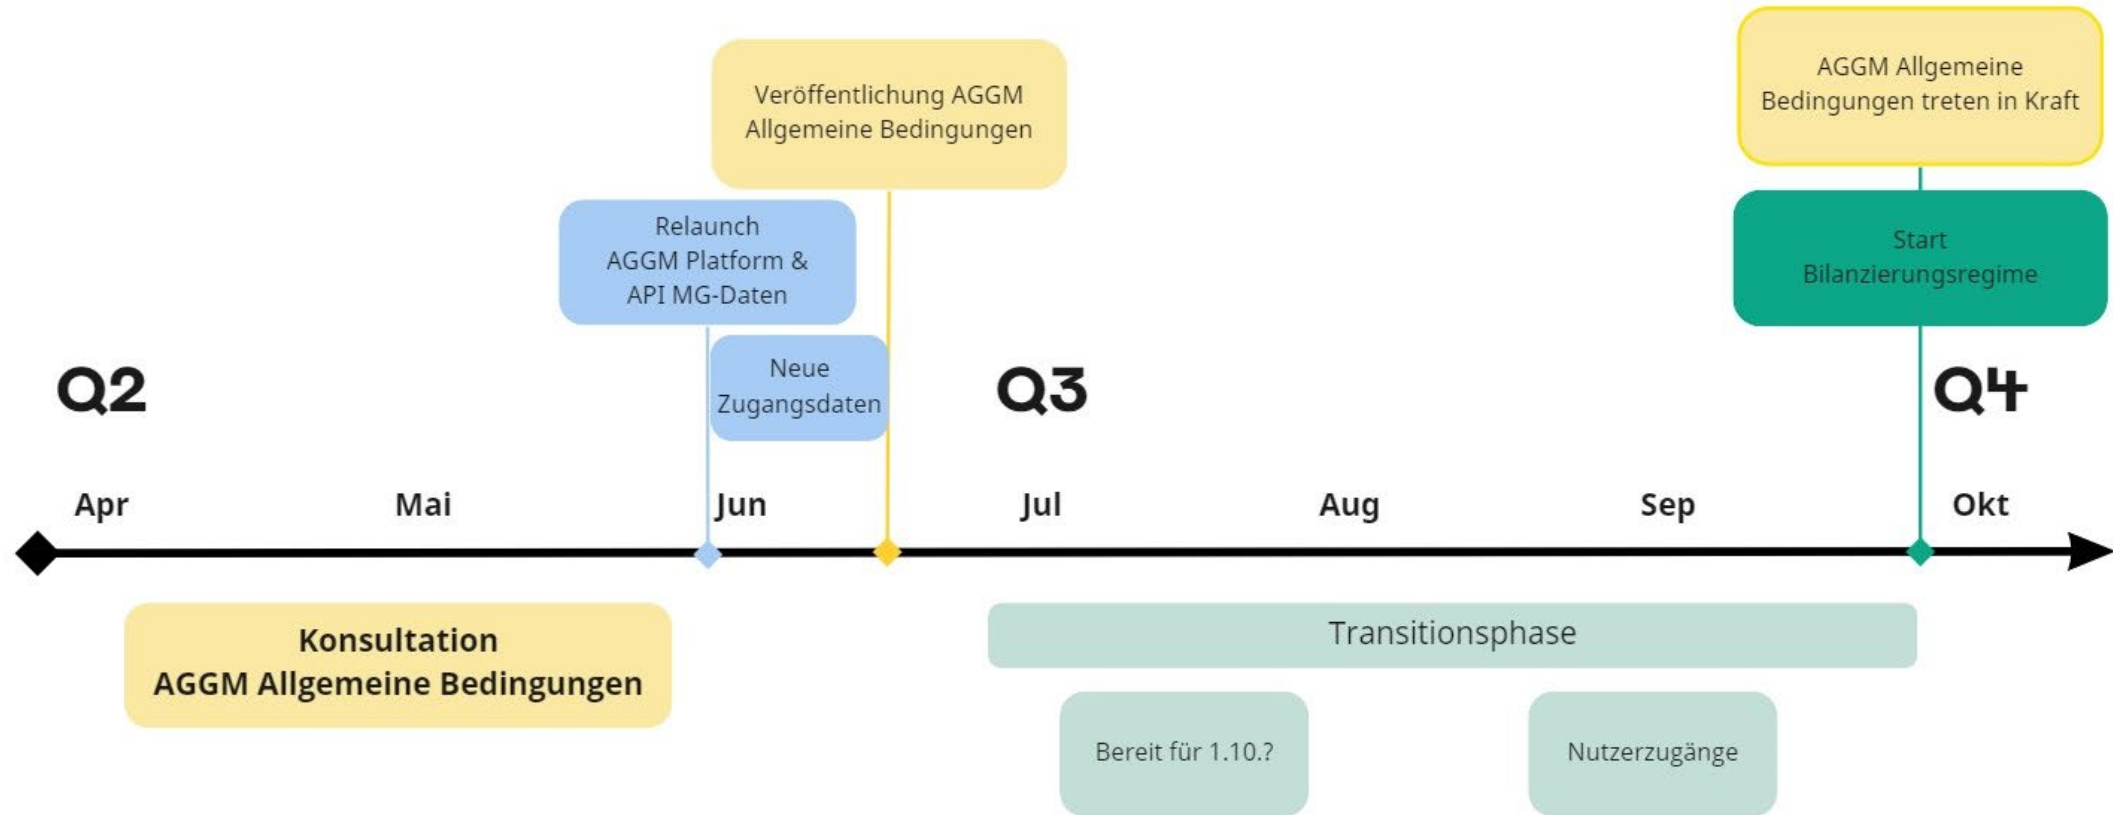 AGGM Allgemeine
Bedingungen treten in Kraft
Veröffentlichung AGGM
Allgemeine Bedingungen
Relaunch
AGGM Platform &
API MG-Daten
Start
Bilanzierungsregime
Neue
Zugangsdaten
Q2
Q3
Q4
Apr
Mai
Jun
Jul
Aug
Sep
Okt
Konsultation
AGGM Allgemeine Bedingungen
Transitionsphase
Bereit für 1.10.?
Nutzerzugänge